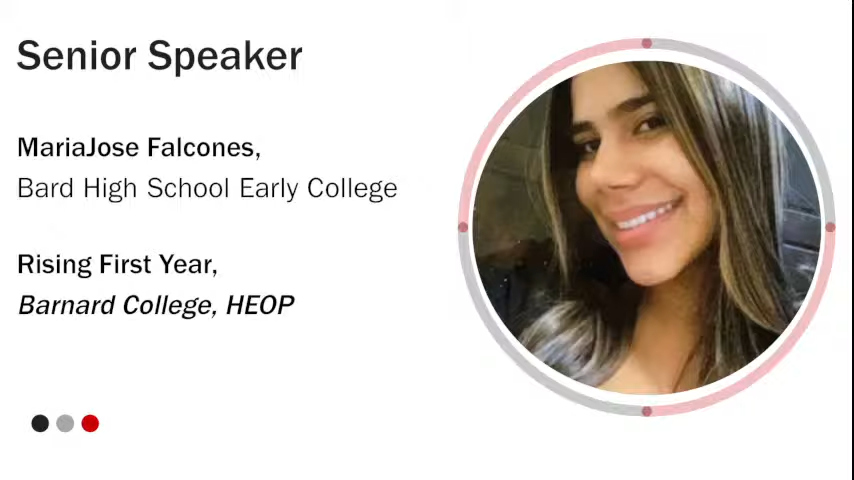 Senior Speaker
MariaJose Falcones,
Bard High School Early College
Rising First Year,
Barnard College, HEOP